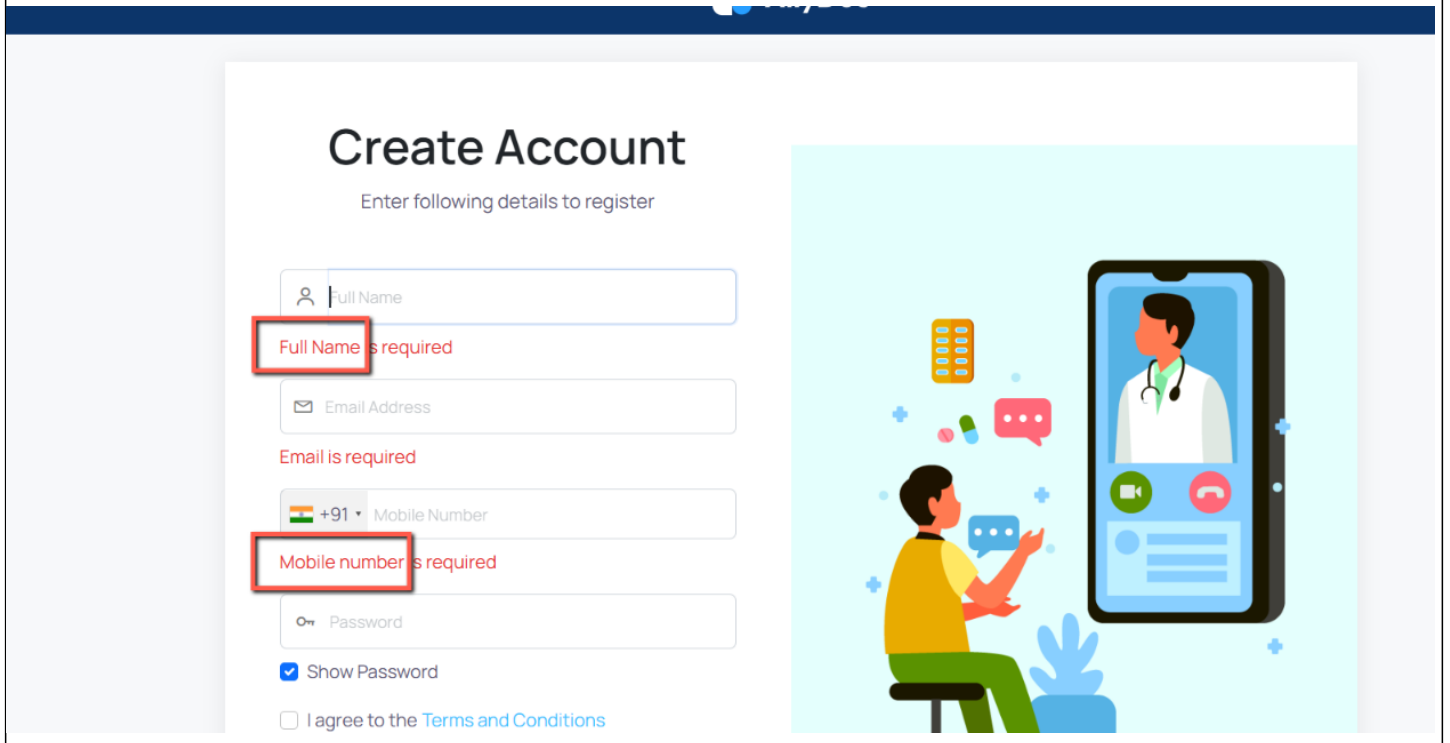 Create Account
Enter following details to register
Full Name
Full Name is required
Email Address
Email is required
+91
Mobile Number
Mobile number is required
Password
Show Password
I agree to the Terms and Conditions